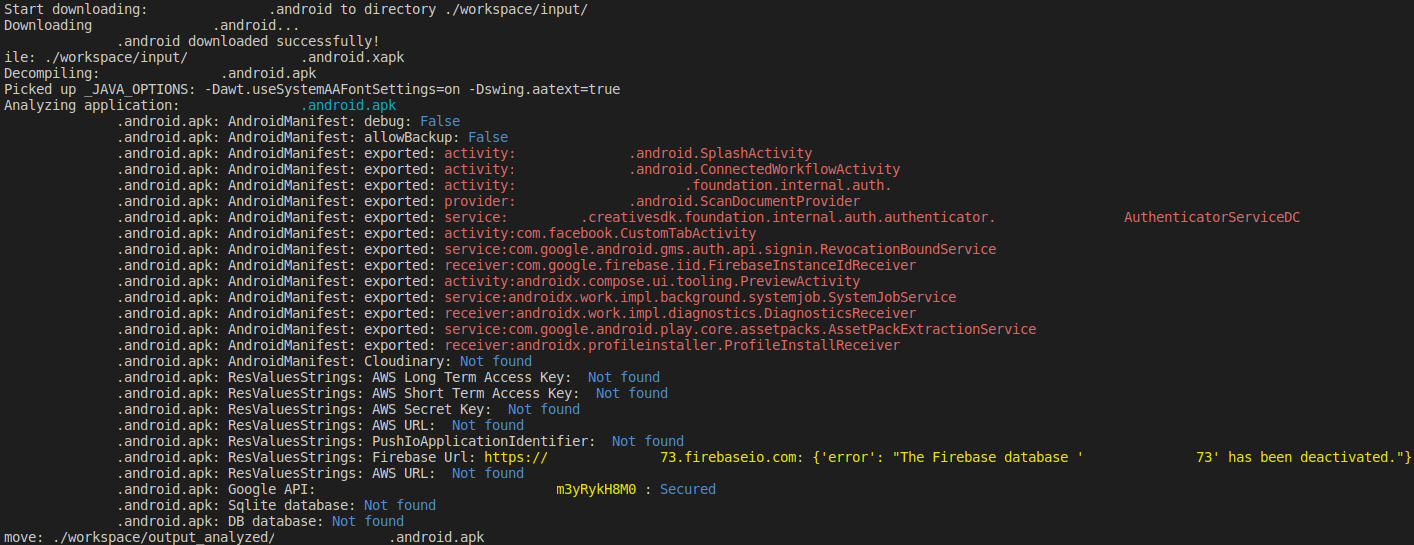 Start downloading: .android to directory ./workspace/input/
Downloading .android...
.android downloaded successfully!
ile: ./workspace/input/ .android.xapk
Decompiling: .android.apk
Picked up _JAVA_OPTIONS: -Dawt.useSystemAAFontSettings=on -Dswing.aatext=true
Analyzing application: .android.apk
.android.apk: AndroidManifest: debug: False
.android.apk: AndroidManifest: allowBackup: False
.android.apk: AndroidManifest: exported: activity: .android.SplashActivity
.android.apk: AndroidManifest: exported: activity: .android.ConnectedWorkflowActivity
.android.apk: AndroidManifest: exported: activity: .foundation.internal.auth.
.android.apk: AndroidManifest: exported: provider: .android.ScanDocumentProvider
.android.apk: AndroidManifest: exported: service: .creativesdk.foundation.internal.auth.authenticator. AuthenticatorServiceDC
.android.apk: AndroidManifest: exported: activity:com.facebook.CustomTabActivity
.android.apk: AndroidManifest: exported: service:com.google.android.gms.auth.api.signin.RevocationBoundService
.android.apk: AndroidManifest: exported: receiver:com.google.firebase.iid.FirebaseInstanceIdReceiver
.android.apk: AndroidManifest: exported: activity:androidx.compose.ui.tooling.PreviewActivity
.android.apk: AndroidManifest: exported: service:androidx.work.impl.background.systemjob.SystemJobService
.android.apk: AndroidManifest: exported: receiver:androidx.work.impl.diagnostics.DiagnosticsReceiver
.android.apk: AndroidManifest: exported: service:com.google.android.play.core.assetpacks.AssetPackExtractionService
.android.apk: AndroidManifest: exported: receiver:androidx.profileinstaller.ProfileInstallReceiver
.android.apk: AndroidManifest: Cloudinary: Not found
.android.apk: ResValuesStrings: AWS Long Term Access Key: Not found
.android.apk: ResValuesStrings: AWS Short Term Access Key: Not found
.android.apk: ResValuesStrings: AWS Secret Key: Not found
.android.apk: ResValuesStrings: AWS URL: Not found
.android.apk: ResValuesStrings: PushIoApplicationIdentifier: Not found
.android.apk: ResValuesStrings: Firebase Url: https:// 73.firebaseio.com: {'error': "The Firebase database ' 73' has been deactivated."}
.android.apk: ResValuesStrings: AWS URL: Not found
.android.apk: Google API: m3yRykH8M0 : Secured
.android.apk: Sqlite database: Not found
.android.apk: DB database: Not found
move: ./workspace/output_analyzed/ .android.apk